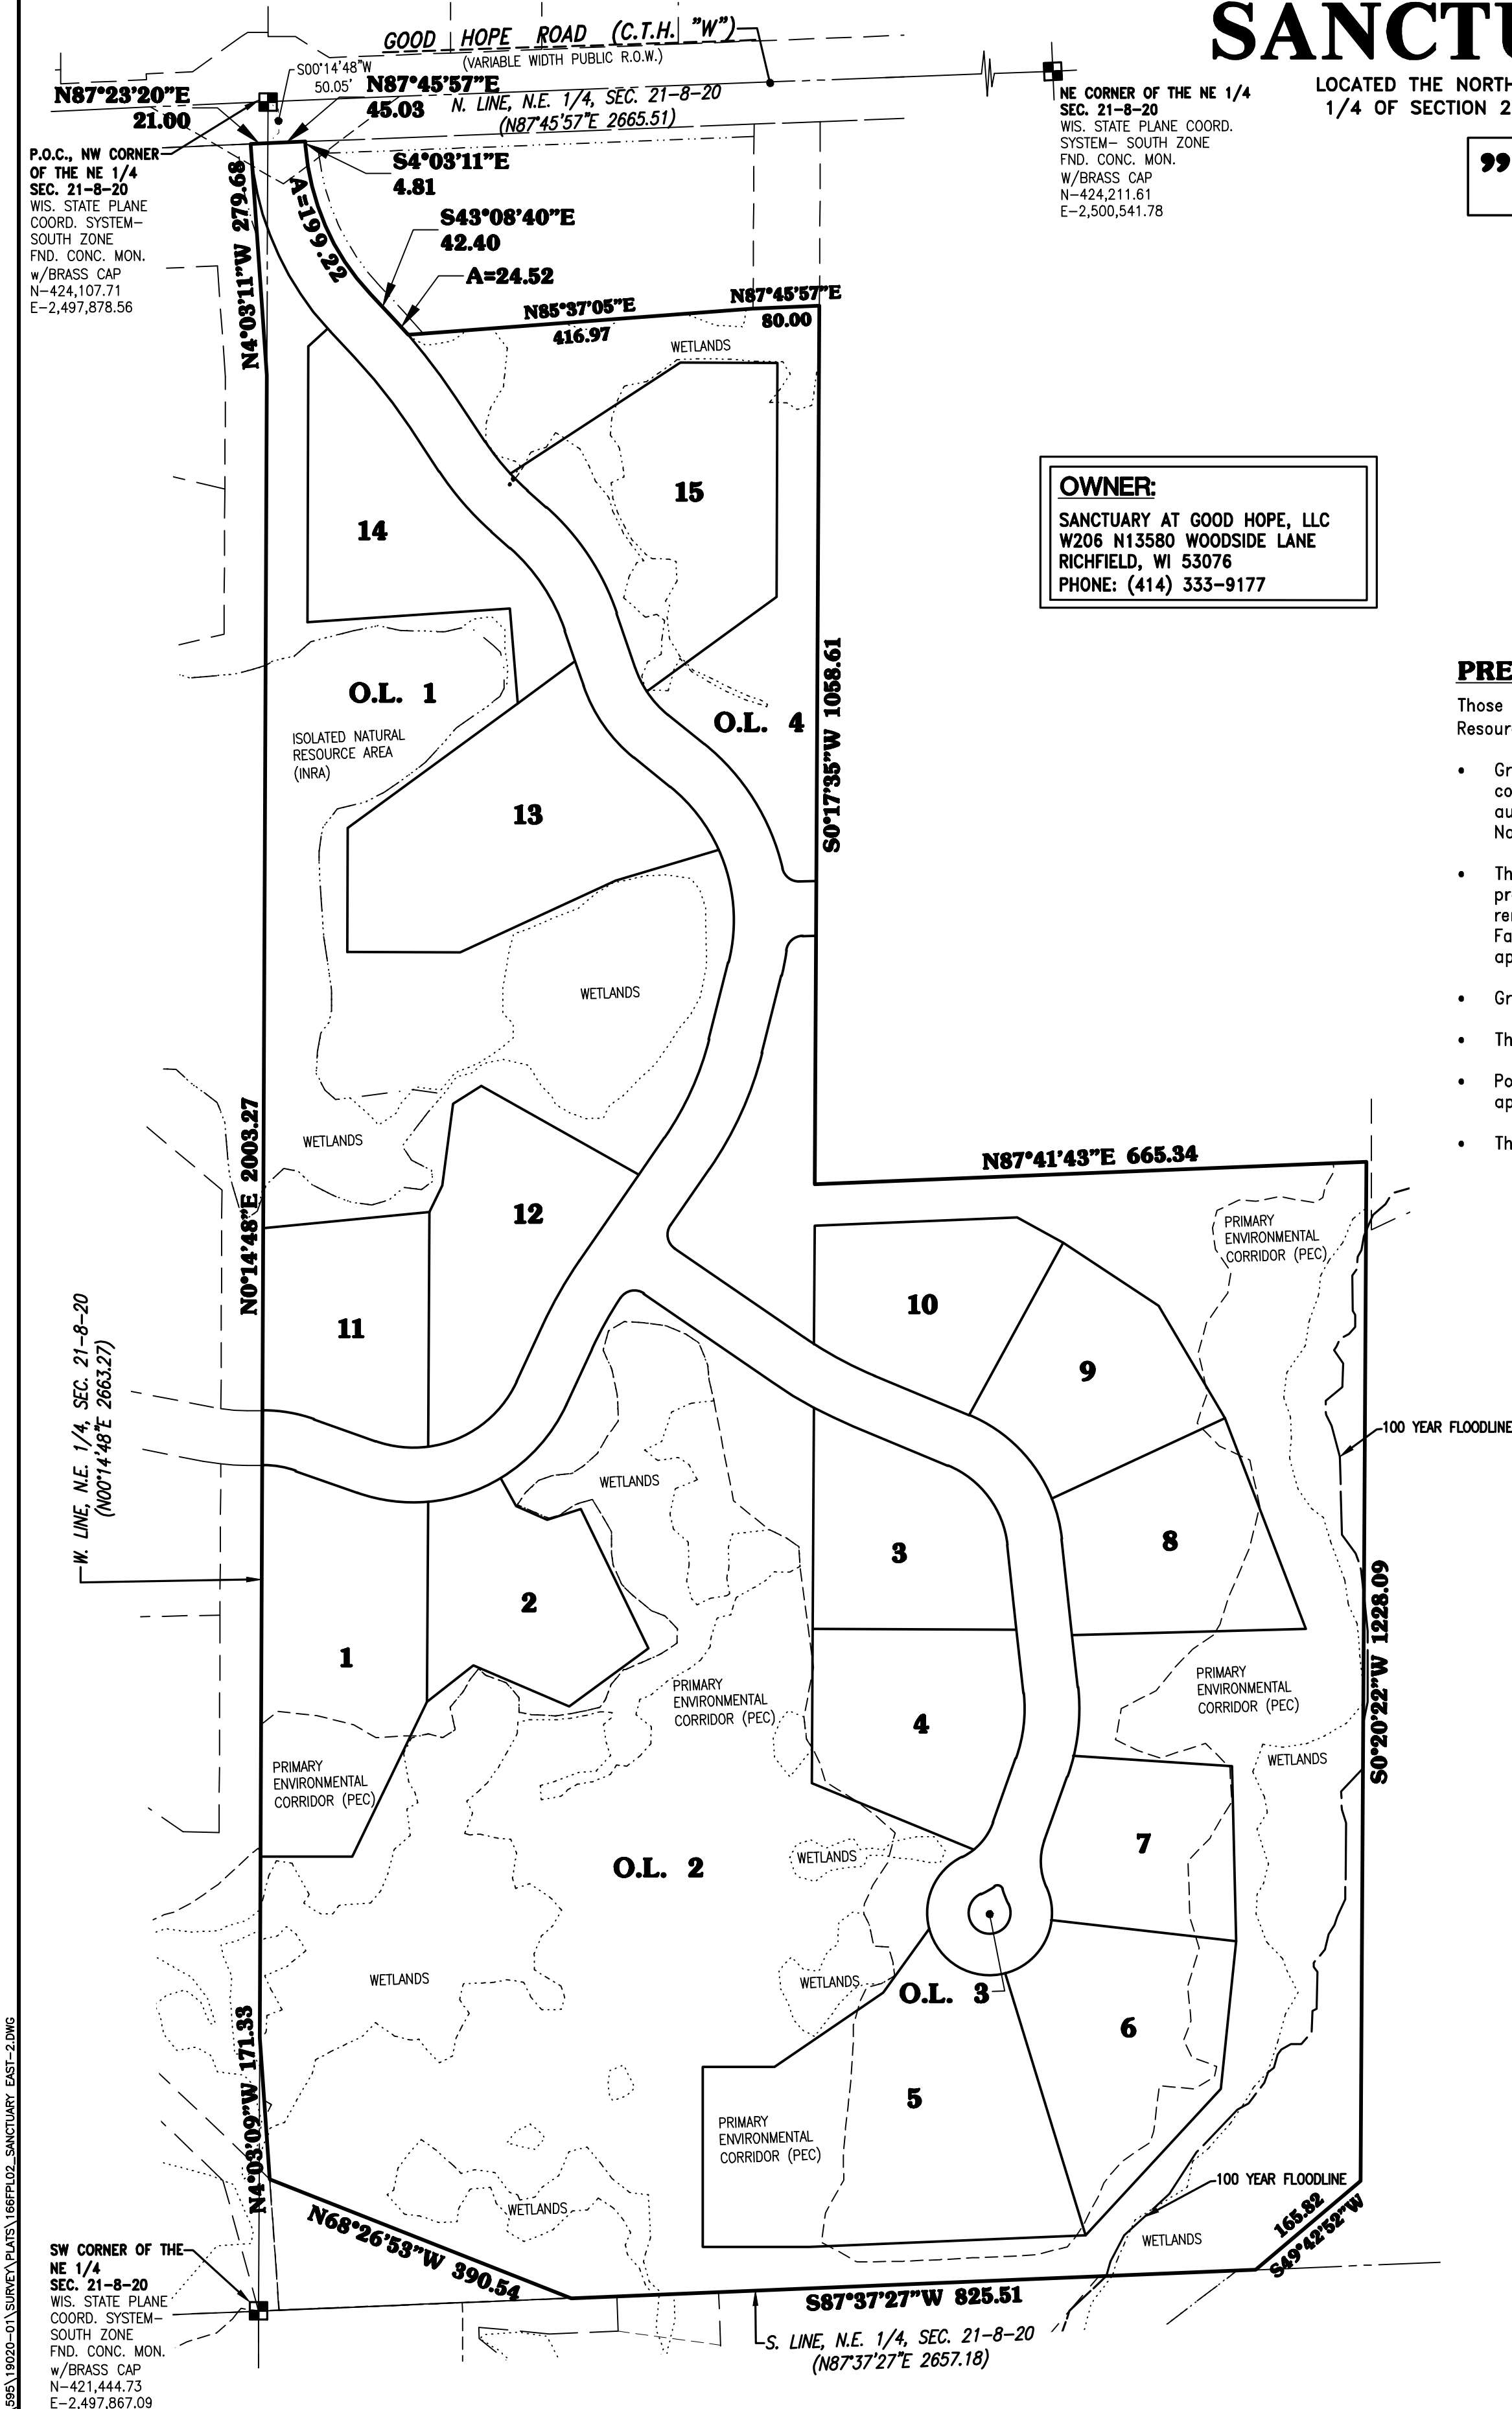 SANCTU
LOCATED THE NORTH
1/4 OF SECTION 2
"
GOOD HOPE ROAD (C.T.H. "W")
(VARIABLE WIDTH PUBLIC R.O.W.)
S00°14'48"W
50.05'
N87°23'20"E
21.00
N87°45'57"E
45.03
N. LINE, N.E. 1/4, SEC. 21-8-20
(N87°45'57"E 2665.51)
NE CORNER OF THE NE 1/4
SEC. 21-8-20
WIS. STATE PLANE COORD.
SYSTEM- SOUTH ZONE
FND. CONC. MON.
W/BRASS CAP
N-424,211.61
E-2,500,541.78
P.O.C., NW CORNER
OF THE NE 1/4
SEC. 21-8-20
WIS. STATE PLANE
COORD. SYSTEM-
SOUTH ZONE
FND. CONC. MON.
w/BRASS CAP
N-424,107.71
E-2,497,878.56
S4°03'11"E
4.81
N4°03'11"W 279.68
A=199.22
S43°08'40"E
42.40
A=24.52
N85°37'05"E
416.97
N87°45'57"E
80.00
WETLANDS
15
14
OWNER:
SANCTUARY AT GOOD HOPE, LLC
W206 N13580 WOODSIDE LANE
RICHFIELD, WI 53076
PHONE: (414) 333-9177
O.L. 1
ISOLATED NATURAL
RESOURCE AREA
(INRA)
O.L. 4
S0°17'35"W 1058.61
PRE
Those
Resour
• Gr
co
au
No
• Th
pr
rer
Fa
ap
• Gr
• Th
• Po
ap
• Th
13
WETLANDS
WETLANDS
N0°14'48"E 2003.27
N87°41'43"E 665.34
12
11
10
9
PRIMARY
ENVIRONMENTAL
CORRIDOR (PEC)
W. LINE, N.E. 1/4, SEC. 21-8-20
(N00°14'48"E 2663.27)
100 YEAR FLOODLINE
WETLANDS
3
8
2
1
S0°20'22"W 1228.09
PRIMARY
ENVIRONMENTAL
CORRIDOR (PEC)
PRIMARY
ENVIRONMENTAL
CORRIDOR (PEC)
4
WETLANDS
PRIMARY
ENVIRONMENTAL
CORRIDOR (PEC)
7
WETLANDS
O.L. 2
WETLANDS
WETLANDS
O.L. 3
6
5
N4°03'09"W 171.33
PRIMARY
ENVIRONMENTAL
CORRIDOR (PEC)
WETLANDS
100 YEAR FLOODLINE
WETLANDS
165.82
S49°42'52"W
N68°26'53"W 390.54
S87°37'27"W 825.51
S. LINE, N.E. 1/4, SEC. 21-8-20
(N87°37'27"E 2657.18)
SW CORNER OF THE
NE 1/4
SEC. 21-8-20
WIS. STATE PLANE
COORD. SYSTEM-
SOUTH ZONE
FND. CONC. MON.
w/BRASS CAP
N-421,444.73
E-2,497,867.09
595\19020-01\SURVEY\PLATS\166FPL02_SANCTUARY EAST-2.DWG